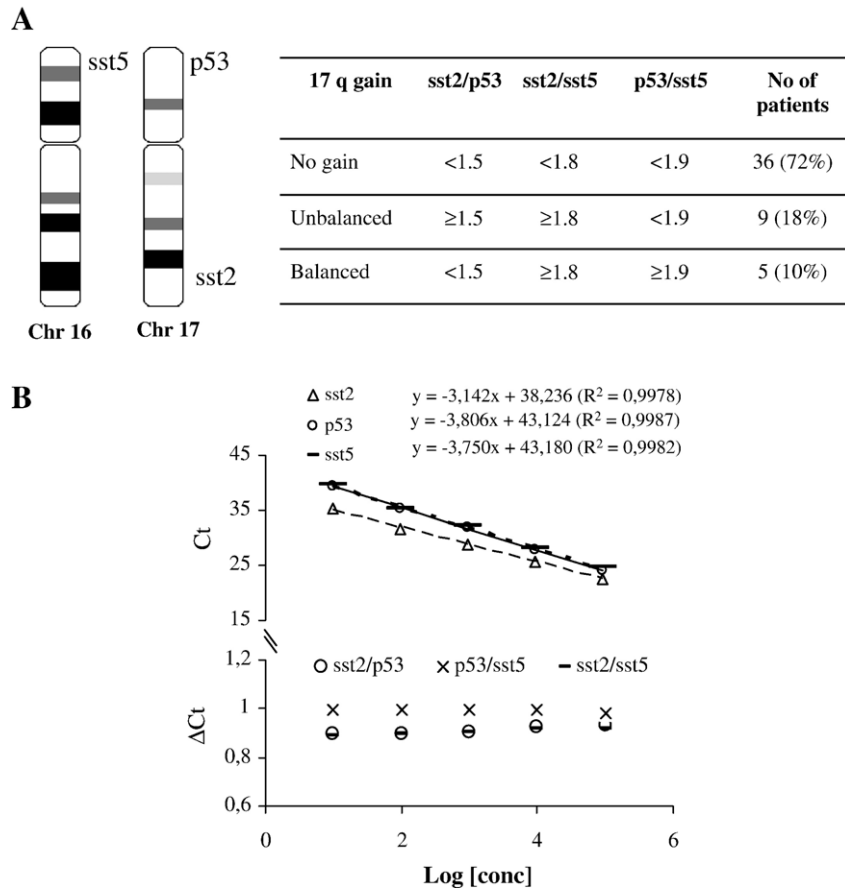 A
sst5
p53
sst2
Chr 16
Chr 17
17 q gain sst2/p53 sst2/sst5 p53/sst5 No of patients
No gain <1.5 <1.8 <1.9 36 (72%)
Unbalanced ≥1.5 ≥1.8 <1.9 9 (18%)
Balanced <1.5 ≥1.8 ≥1.9 5 (10%)
B
sst2 y = -3,142x + 38,236 (R² = 0,9978)
p53 y = -3,806x + 43,124 (R² = 0,9987)
sst5 y = -3,750x + 43,180 (R² = 0,9982)
45
35
25
15
Ct
sst2/p53 p53/sst5 sst2/sst5
1,2
1
0,8
0,6
ΔCt
0 2 4 6
Log [conc]